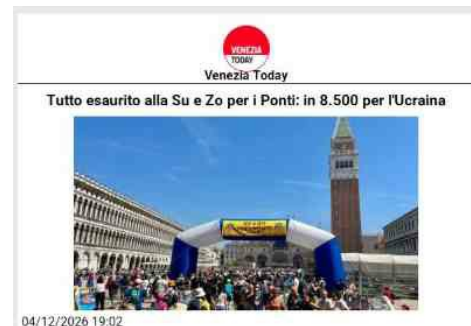 VENEZIA
TODAY
Venezia Today
Tutto esaurito alla Su e Zo per i Ponti: in 8.500 per l'Ucraina
04/12/2026 19:02